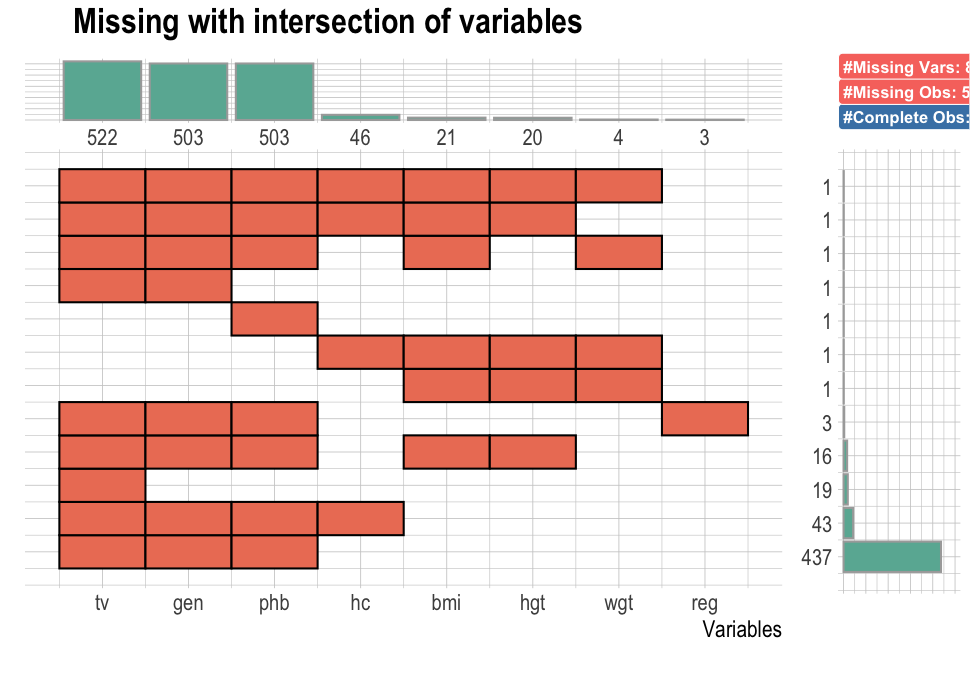 Missing with intersection of variables
#Missing Vars: 8
#Missing Obs: 5
#Complete Obs:
522 503 503 46 21 20 4 3
1
1
1
1
1
1
1
3
16
19
43
437
tv gen phb hc bmi hgt wgt reg
Variables